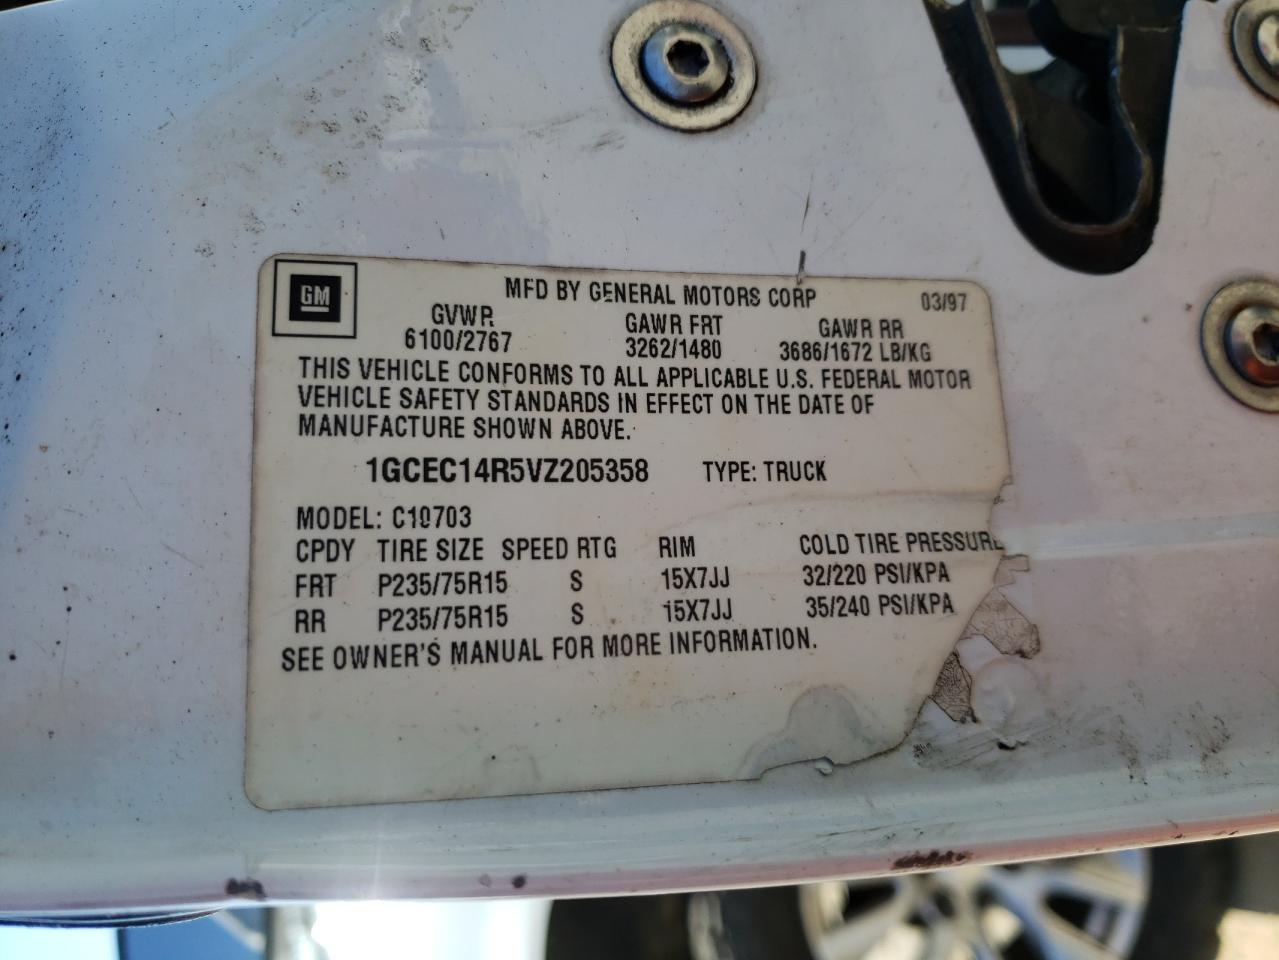 GM
MFD BY GENERAL MOTORS CORP 03/97
GVWR GAWR FRT GAWR RR
6100/2767 3262/1480 3686/1672 LB/KG
THIS VEHICLE CONFORMS TO ALL APPLICABLE U.S. FEDERAL MOTOR
VEHICLE SAFETY STANDARDS IN EFFECT ON THE DATE OF
MANUFACTURE SHOWN ABOVE.
1GCEC14R5VZ205358 TYPE: TRUCK
MODEL: C10703
CPDY TIRE SIZE SPEED RTG RIM COLD TIRE PRESSURE
FRT P235/75R15 S 15X7JJ 32/220 PSI/KPA
RR P235/75R15 S 15X7JJ 35/240 PSI/KPA
SEE OWNER'S MANUAL FOR MORE INFORMATION.